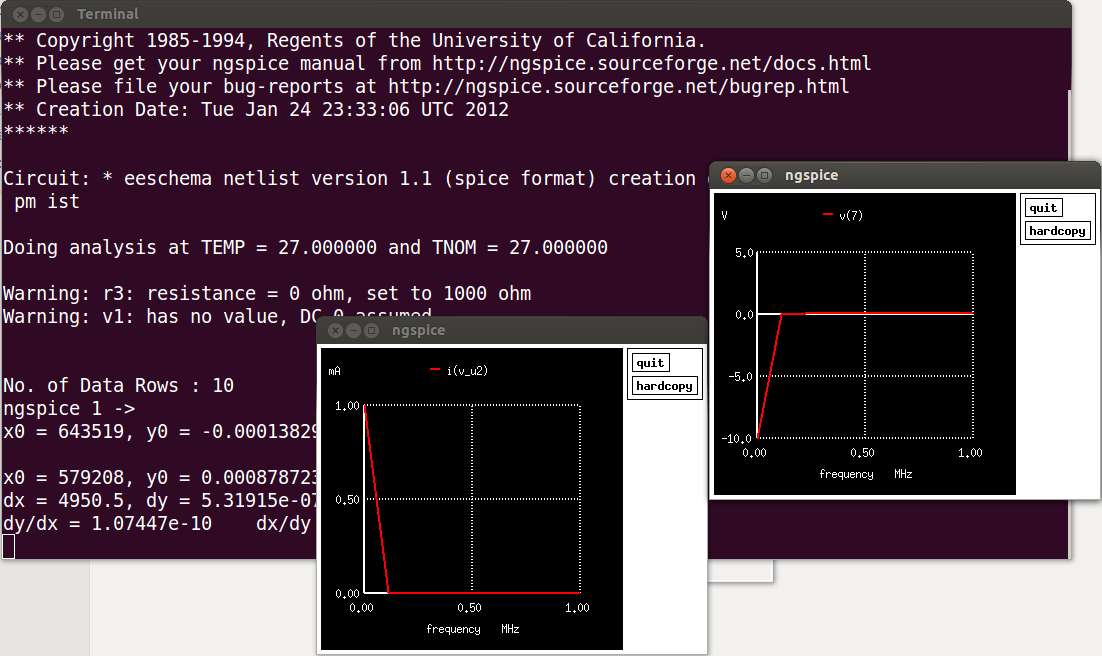 Terminal
** Copyright 1985-1994, Regents of the University of California.
** Please get your ngspice manual from http://ngspice.sourceforge.net/docs.html
** Please file your bug-reports at http://ngspice.sourceforge.net/bugrep.html
** Creation Date: Tue Jan 24 23:33:06 UTC 2012
******
Circuit: * eeschema netlist version 1.1 (spice format) creation
pm ist
Doing analysis at TEMP = 27.000000 and TNOM = 27.000000
Warning: r3: resistance = 0 ohm, set to 1000 ohm
Warning: v1: has no value, DC 0 assumed
No. of Data Rows : 10
ngspice 1 ->
x0 = 643519, y0 = -0.00013829
x0 = 579208, y0 = 0.000878723
dx = 4950.5, dy = 5.31915e-07
dy/dx = 1.07447e-10    dx/dy
ngspice
mA
i(v_u2)
quit
hardcopy
1.00
0.50
0.00
0.00 0.50 1.00
frequency MHz
ngspice
V
v(7)
quit
hardcopy
5.0
0.0
-5.0
-10.0
0.00 0.50 1.00
frequency MHz